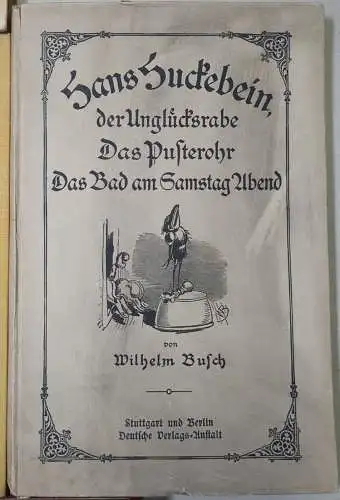 Hans Huckebein,
der Unglücksrabe
Das Pusterohr
Das Bad am Samstag Abend
von
Wilhelm Busch
Stuttgart und Berlin
Deutsche Verlags-Anstalt